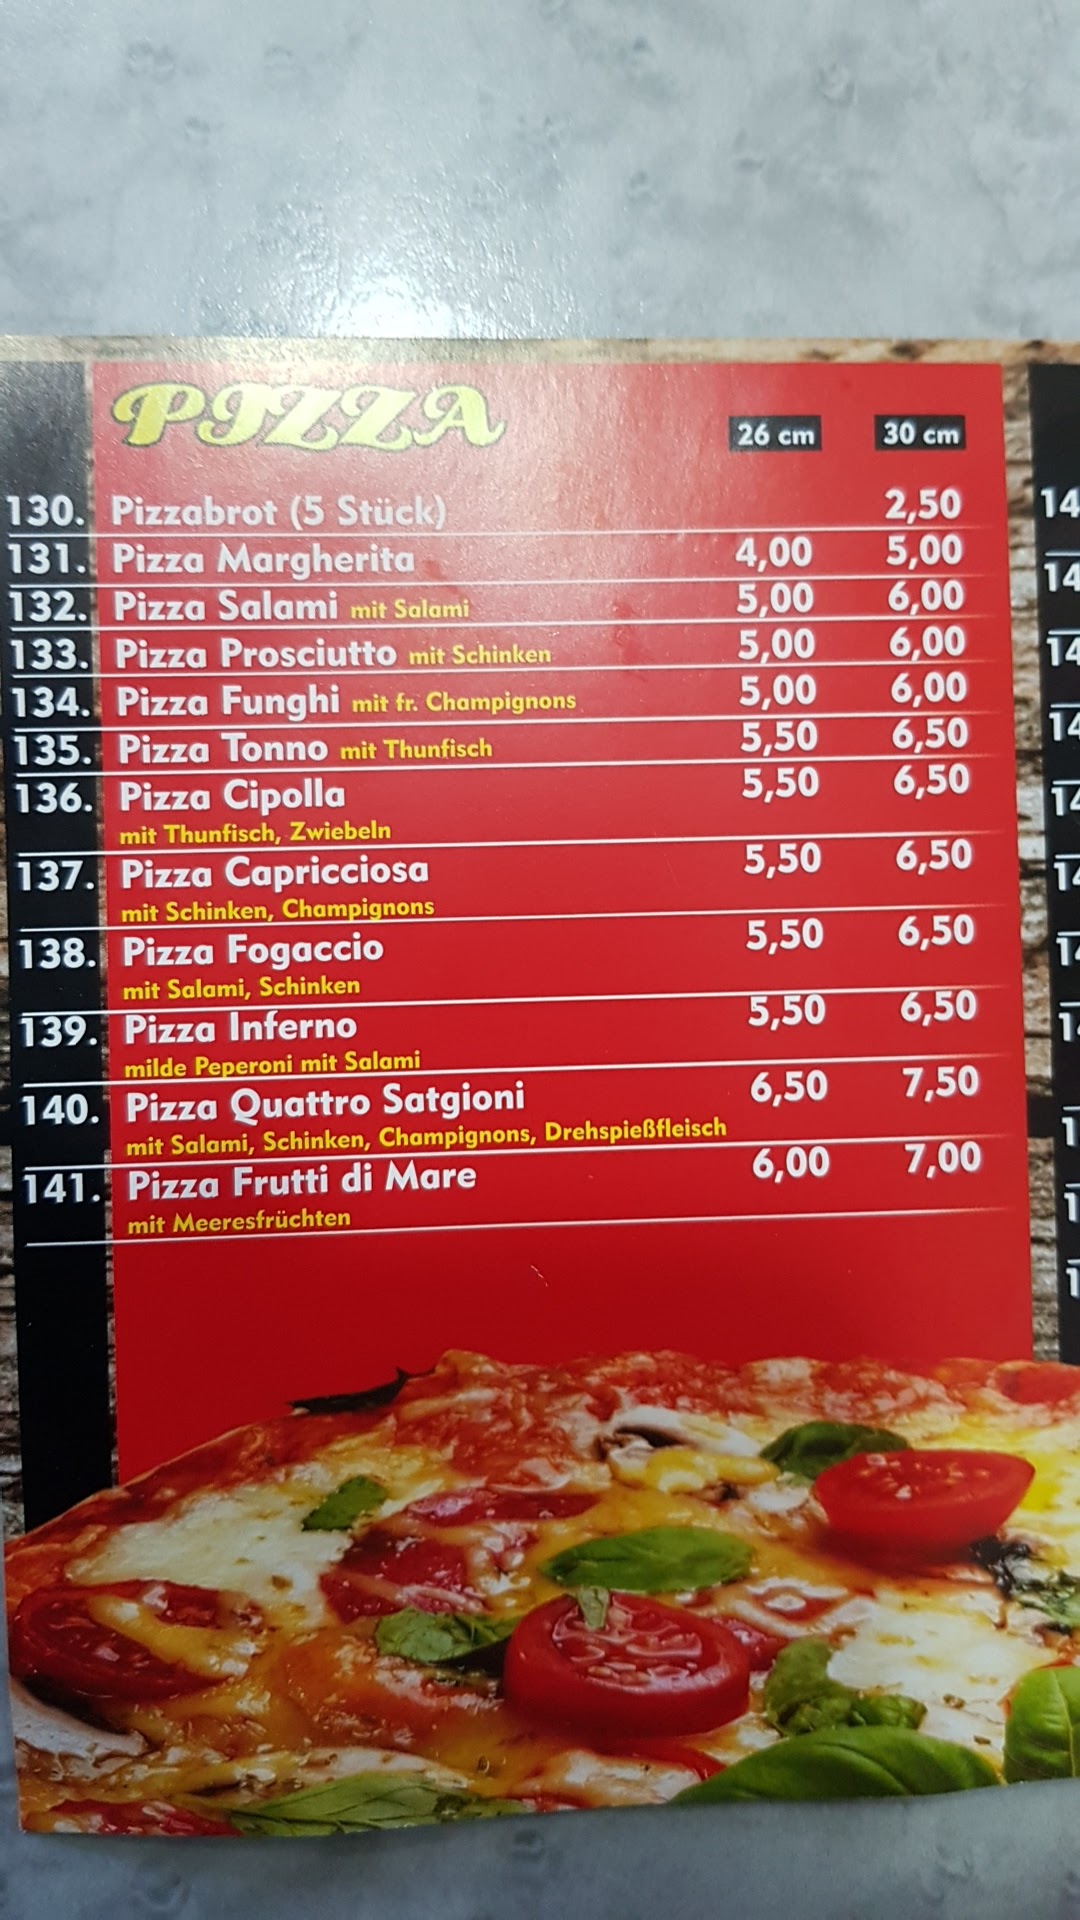 PIZZA 26 cm 30 cm
130. Pizzabrot (5 Stück) 2,50
131. Pizza Margherita 4,00 5,00
132. Pizza Salami mit Salami 5,00 6,00
133. Pizza Prosciutto mit Schinken 5,00 6,00
134. Pizza Funghi mit fr. Champignons 5,00 6,00
135. Pizza Tonno mit Thunfisch 5,50 6,50
136. Pizza Cipolla 5,50 6,50
mit Thunfisch, Zwiebeln
137. Pizza Capricciosa 5,50 6,50
mit Schinken, Champignons
138. Pizza Fogaccio 5,50 6,50
mit Salami, Schinken
139. Pizza Inferno 5,50 6,50
milde Peperoni mit Salami
140. Pizza Quattro Satgioni 6,50 7,50
mit Salami, Schinken, Champignons, Drehspießfleisch
141. Pizza Frutti di Mare 6,00 7,00
mit Meeresfrüchten